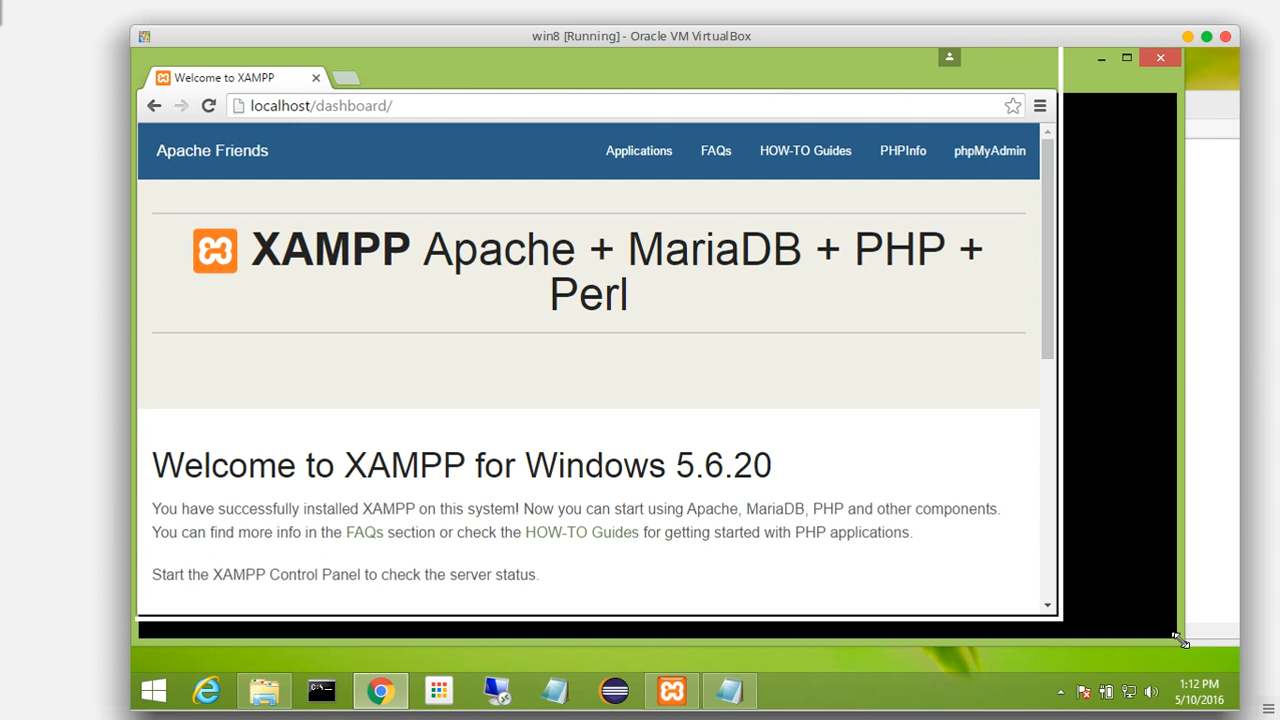 win8 [Running] - Oracle VM VirtualBox
Welcome to XAMPP
localhost/dashboard/
Apache Friends Applications FAQs HOW-TO Guides PHPInfo phpMyAdmin
XAMPP Apache + MariaDB + PHP +
Perl
Welcome to XAMPP for Windows 5.6.20
You have successfully installed XAMPP on this system! Now you can start using Apache, MariaDB, PHP and other components.
You can find more info in the FAQs section or check the HOW-TO Guides for getting started with PHP applications.
Start the XAMPP Control Panel to check the server status.
1:12 PM
5/10/2016